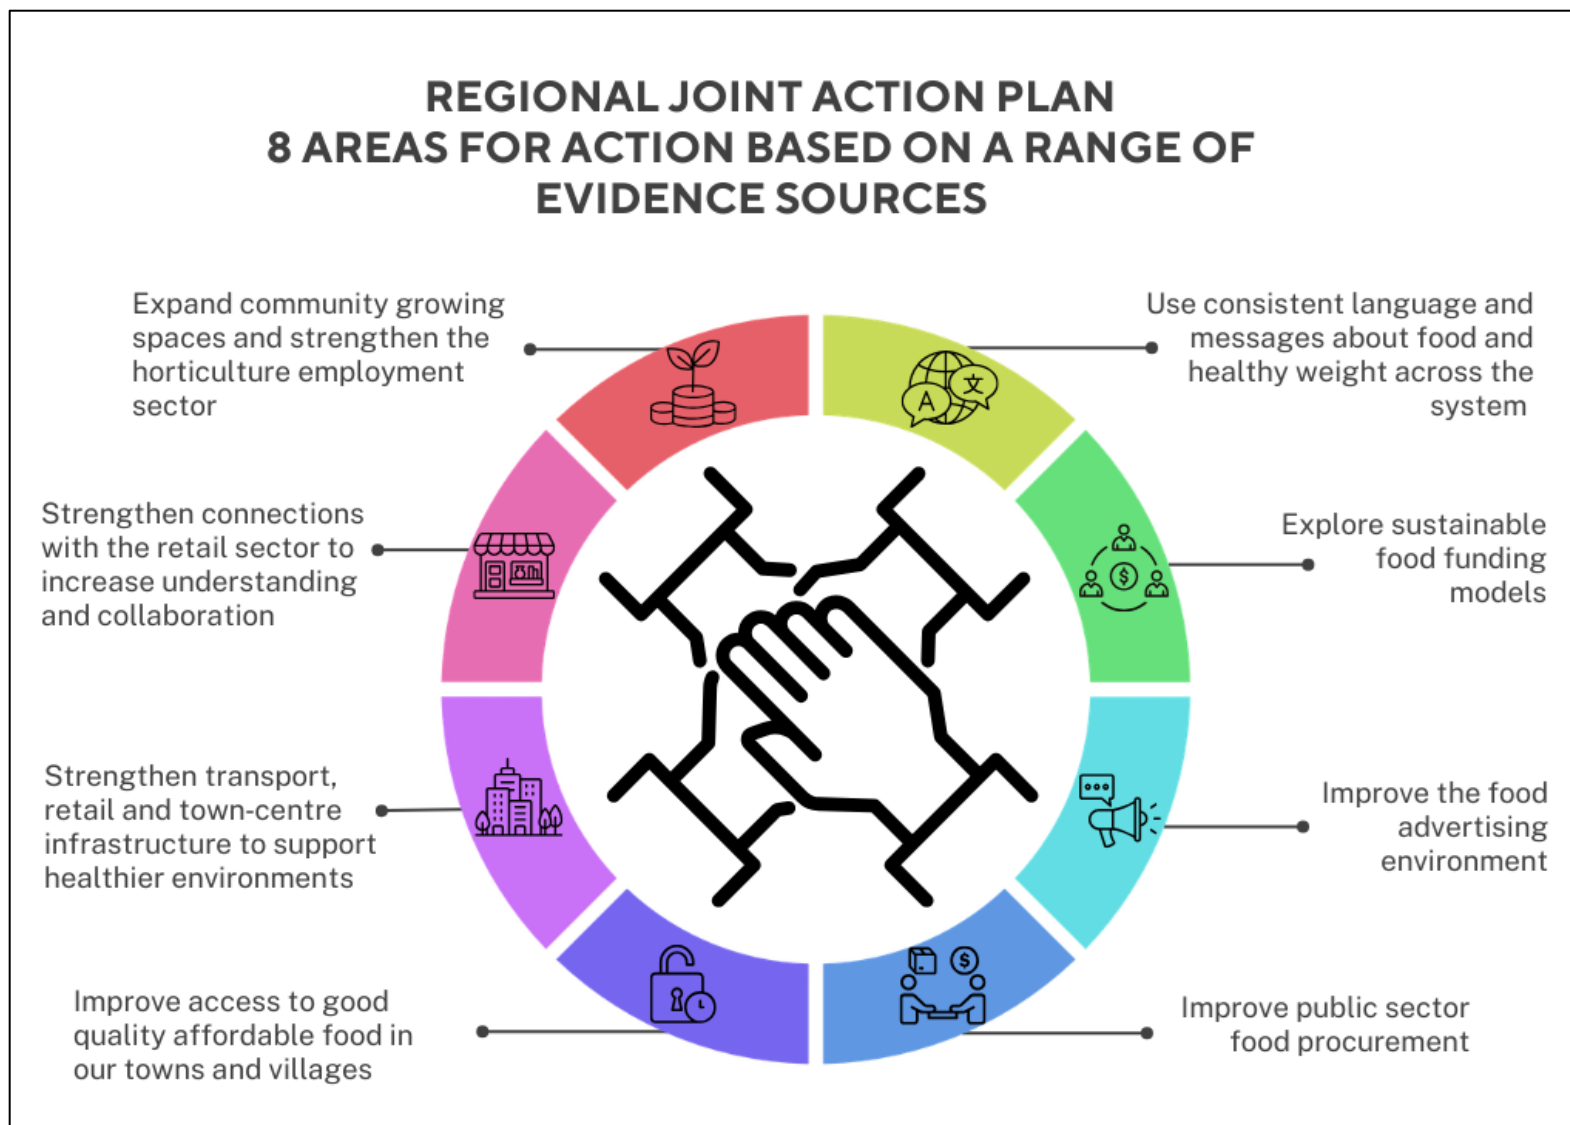 REGIONAL JOINT ACTION PLAN
8 AREAS FOR ACTION BASED ON A RANGE OF
EVIDENCE SOURCES
Expand community growing
spaces and strengthen the
horticulture employment
sector
Use consistent language and
messages about food and
healthy weight across the
system
A
文
Strengthen connections
with the retail sector to
increase understanding
and collaboration
Explore sustainable
food funding
models
$
Strengthen transport,
retail and town-centre
infrastructure to support
healthier environments
Improve the food
advertising
environment
Improve access to good
quality affordable food in
our towns and villages
$
Improve public sector
food procurement